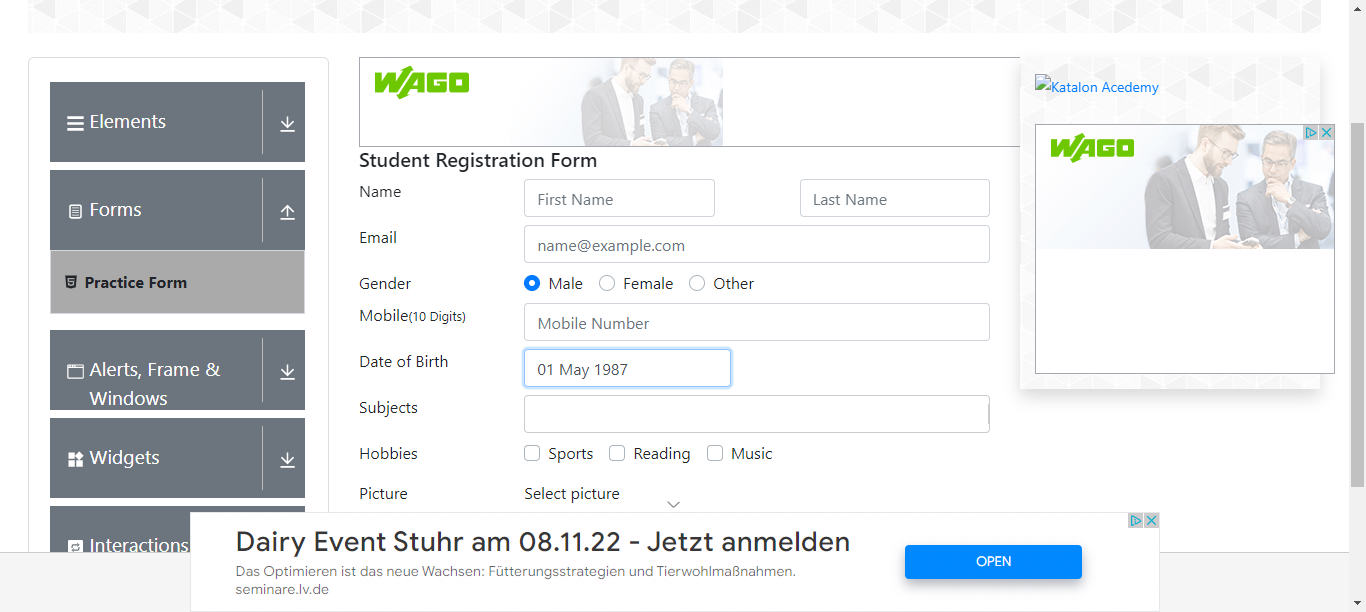 Elements
Forms
Practice Form
Alerts, Frame &
Windows
Widgets
Interactions
WAGO
Student Registration Form
Name
First Name
Last Name
Email
name@example.com
Gender
Male
Female
Other
Mobile(10 Digits)
Mobile Number
Date of Birth
01 May 1987
Subjects
Hobbies
Sports
Reading
Music
Picture
Select picture
Katalon Acedemy
WAGO
Dairy Event Stuhr am 08.11.22 - Jetzt anmelden
Das Optimieren ist das neue Wachsen: Fütterungsstrategien und Tierwohlmaßnahmen.
seminare.lv.de
OPEN